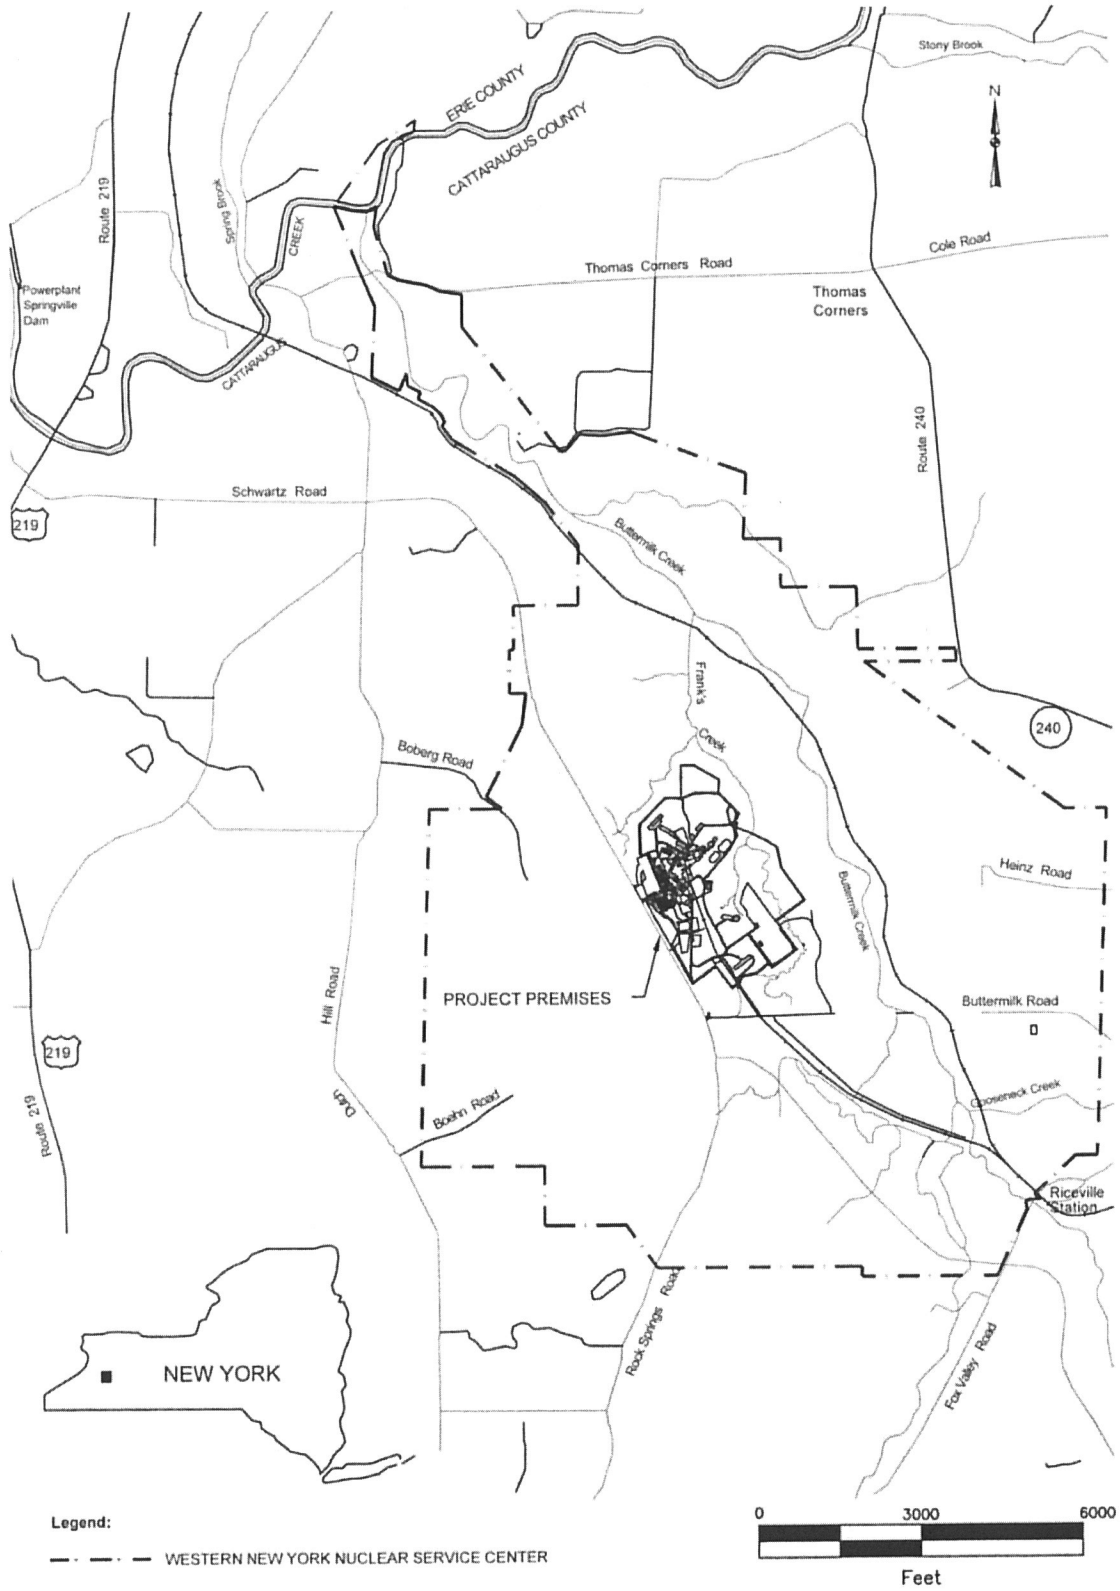 Stony Brook
ERIE COUNTY
CATTARAUGUS COUNTY
N
Route 219
Spring Brook
CREEK
Cole Road
Thomas Corners Road
Thomas
Corners
Powerplant
Springville
Dam
CATTARAUGUS
Route 240
Schwartz Road
219
Buttermilk Creek
Frank's
Creek
240
Boberg Road
Heinz Road
Buttermilk Creek
Hill Road
PROJECT PREMISES
Buttermilk Road
219
Gooseneck Creek
Dutch
Boehn Road
Route 219
Riceville
Station
Rock Springs Road
Fox Valley Road
NEW YORK
Legend:
WESTERN NEW YORK NUCLEAR SERVICE CENTER
0 3000 6000
Feet